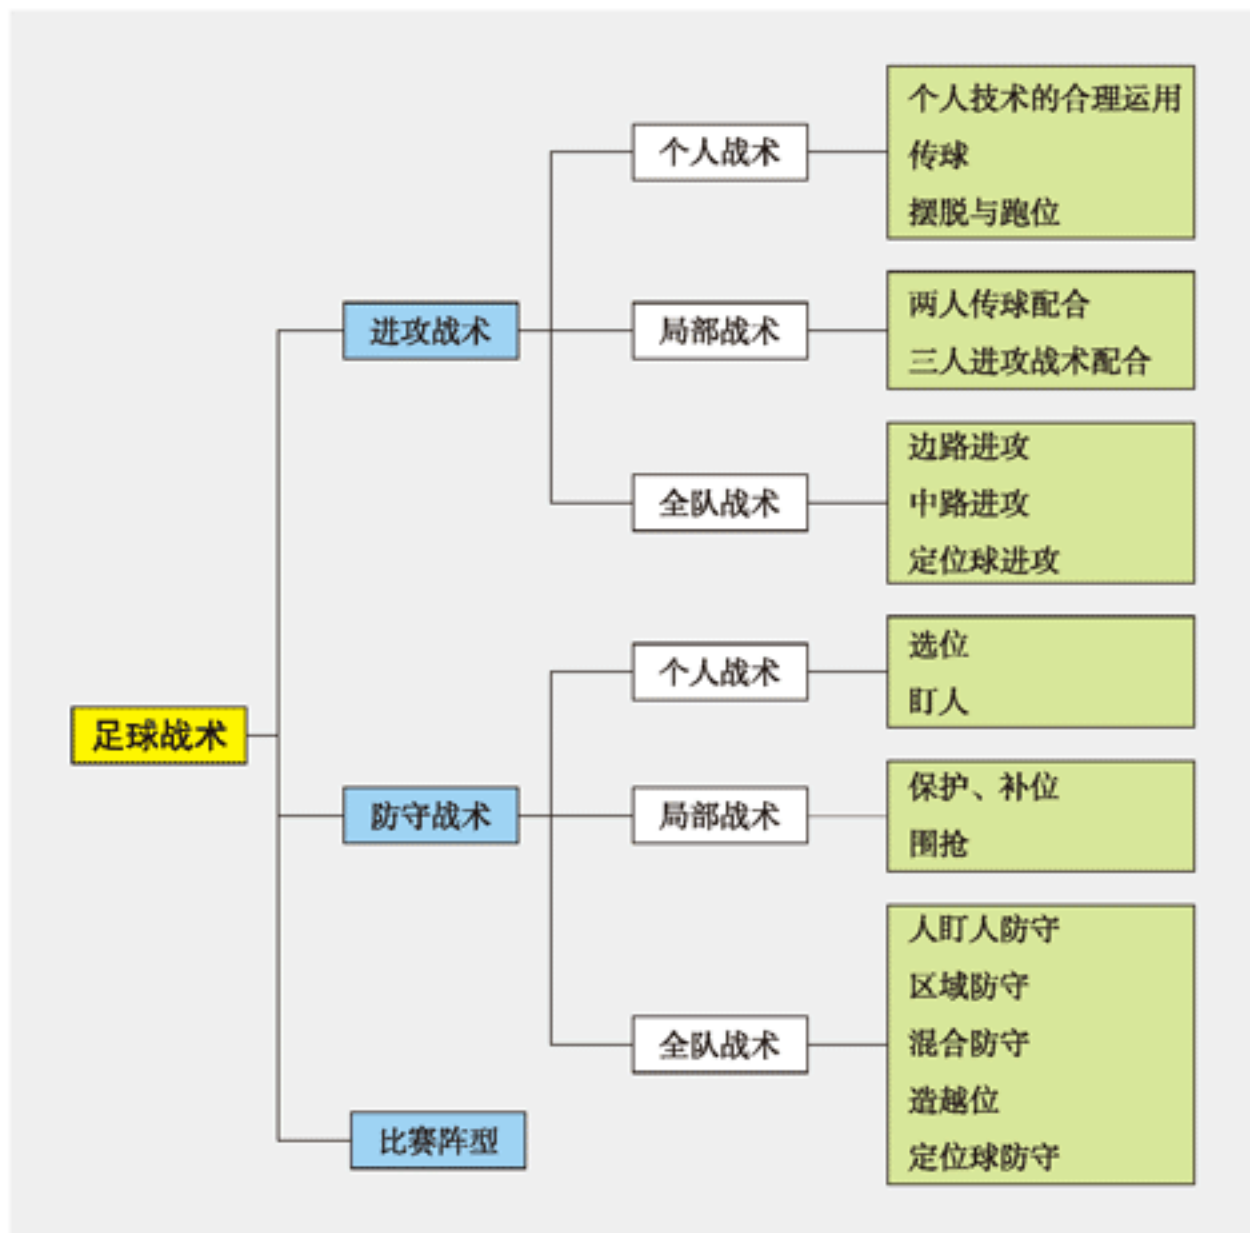 足球战术
进攻战术
个人战术
个人技术的合理运用
传球
摆脱与跑位
局部战术
两人传球配合
三人进攻战术配合
全队战术
边路进攻
中路进攻
定位球进攻
防守战术
个人战术
选位
盯人
局部战术
保护、补位
围抢
全队战术
人盯人防守
区域防守
混合防守
造越位
定位球防守
比赛阵型